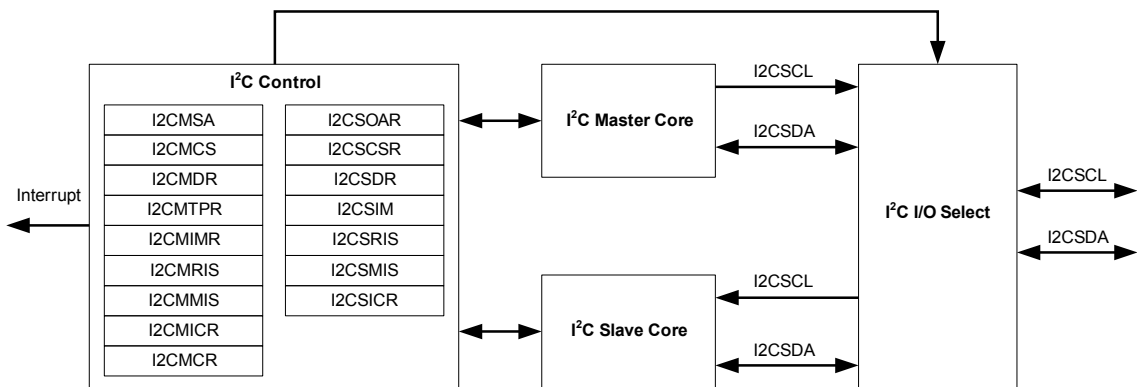 I²C Control
I2CMSA
I2CMCS
I2CMDR
I2CMTPR
I2CMIMR
I2CMRIS
I2CMMIS
I2CMICR
I2CMCR
I2CSOAR
I2CSCSR
I2CSDR
I2CSIM
I2CSRIS
I2CSMIS
I2CSICR
Interrupt
I²C Master Core
I2CSCL
I2CSDA
I²C Slave Core
I2CSCL
I2CSDA
I²C I/O Select
I2CSCL
I2CSDA